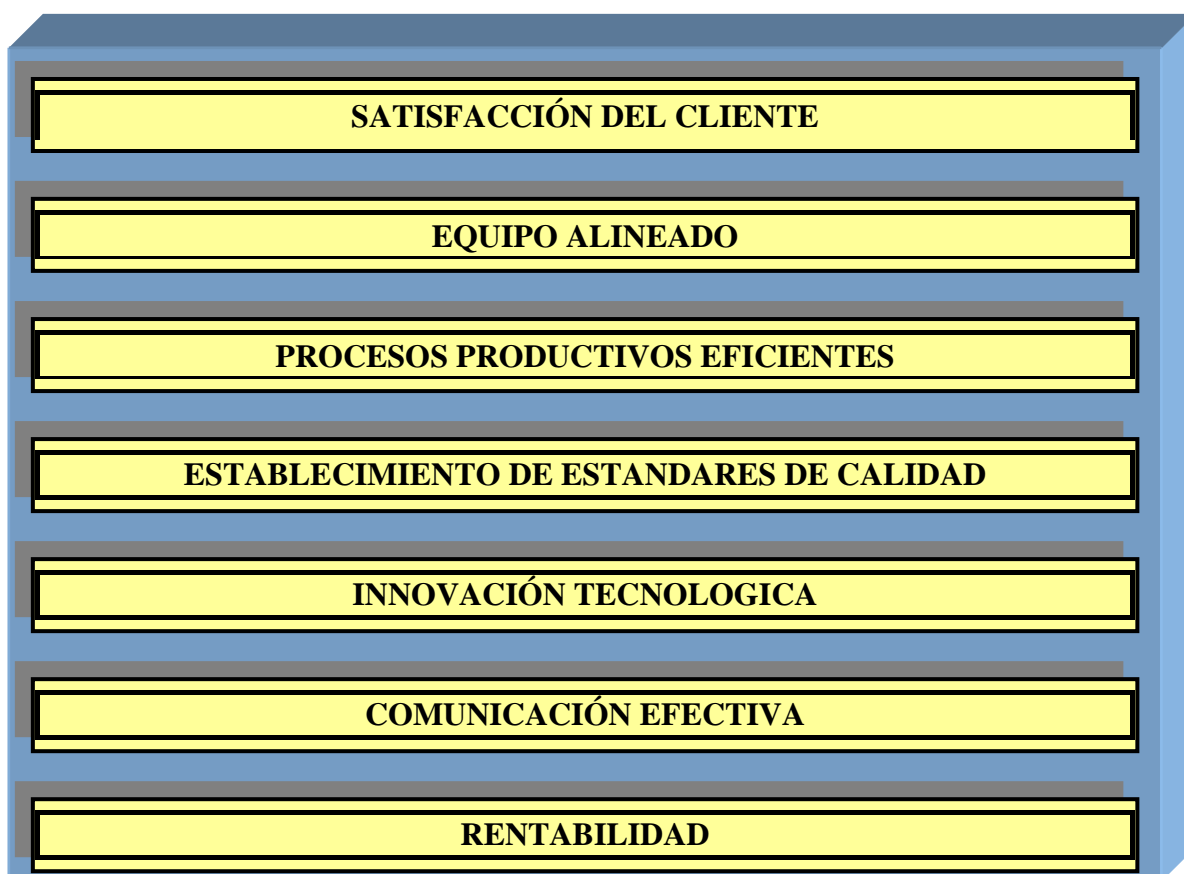 SATISFACCIÓN DEL CLIENTE
EQUIPO ALINEADO
PROCESOS PRODUCTIVOS EFICIENTES
ESTABLECIMIENTO DE ESTANDARES DE CALIDAD
INNOVACIÓN TECNOLOGICA
COMUNICACIÓN EFECTIVA
RENTABILIDAD